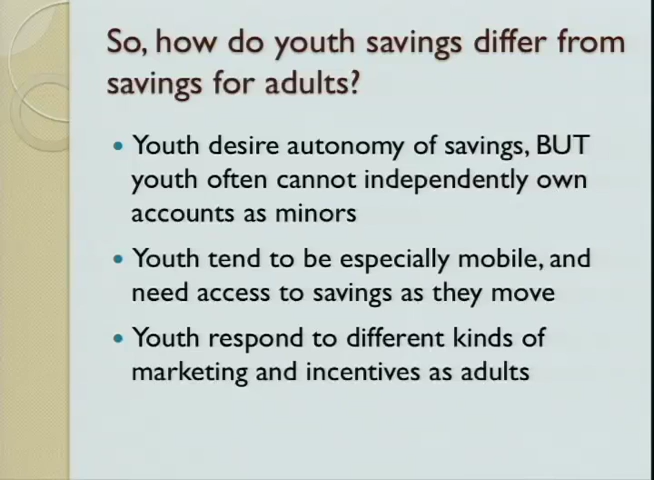 So, how do youth savings differ from
savings for adults?
• Youth desire autonomy of savings, BUT
youth often cannot independently own
accounts as minors
• Youth tend to be especially mobile, and
need access to savings as they move
• Youth respond to different kinds of
marketing and incentives as adults